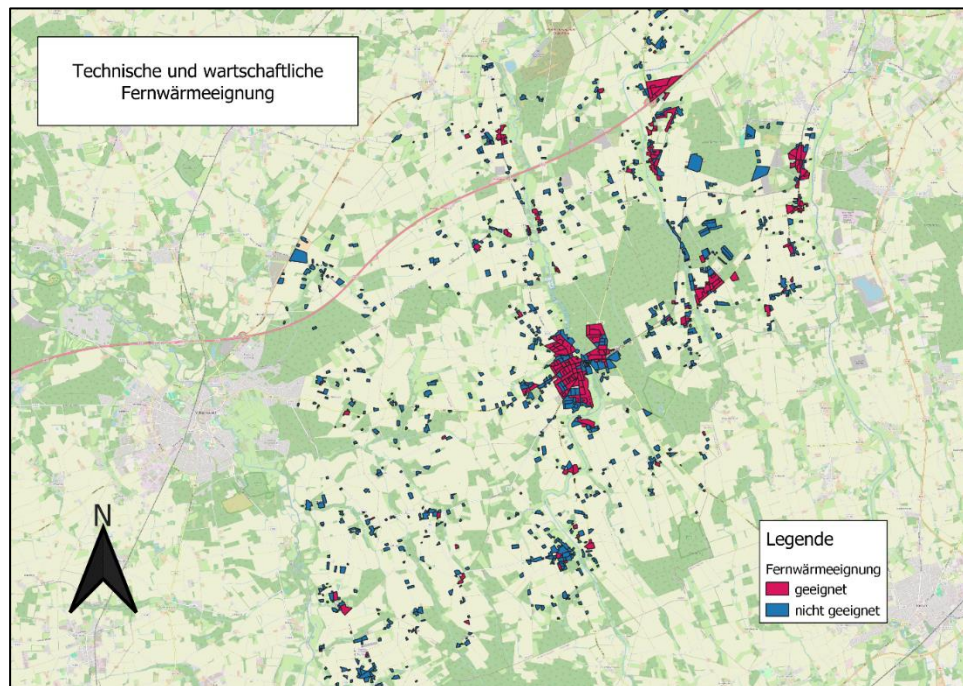 Technische und wartschaftliche
Fernwärmeeignung
N
Legende
Fernwärmeeignung
geeignet
nicht geeignet